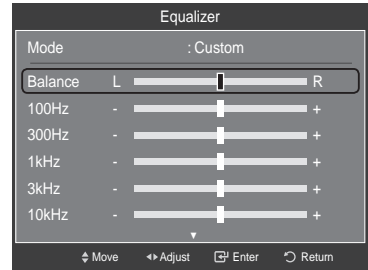 Equalizer
Mode : Custom
Balance L R
100Hz - +
300Hz - +
1kHz - +
3kHz - +
10kHz - +
Move Adjust Enter Return